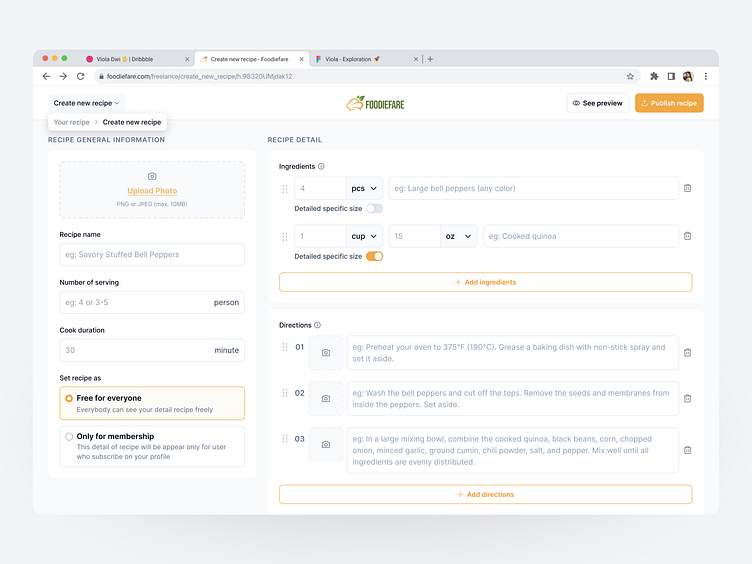 Viola Dwi 🖐 | Dribbble
Create new recipe - Foodiefare
Viola - Exploration 🚀
foodiefare.com/freelance/create_new_recipe/h.98320UMjdak12
Create new recipe
FOODIEFARE
See preview
Publish recipe
Your recipe > Create new recipe
RECIPE GENERAL INFORMATION
Upload Photo
PNG or JPEG (max. 10MB)
Recipe name
eg: Savory Stuffed Bell Peppers
Number of serving
eg: 4 or 3-5 person
Cook duration
30 minute
Set recipe as
Free for everyone
Everybody can see your detail recipe freely
Only for membership
This detail of recipe will be appear only for user
who subscribe on your profile
RECIPE DETAIL
Ingredients
4 pcs eg: Large bell peppers (any color)
Detailed specific size
1 cup 15 oz eg: Cooked quinoa
Detailed specific size
+ Add ingredients
Directions
01 eg: Preheat your oven to 375°F (190°C). Grease a baking dish with non-stick spray and
set it aside.
02 eg: Wash the bell peppers and cut off the tops. Remove the seeds and membranes from
inside the peppers. Set aside.
03 eg: In a large mixing bowl, combine the cooked quinoa, black beans, corn, chopped
onion, minced garlic, ground cumin, chili powder, salt, and pepper. Mix well until all
ingredients are evenly distributed.
+ Add directions